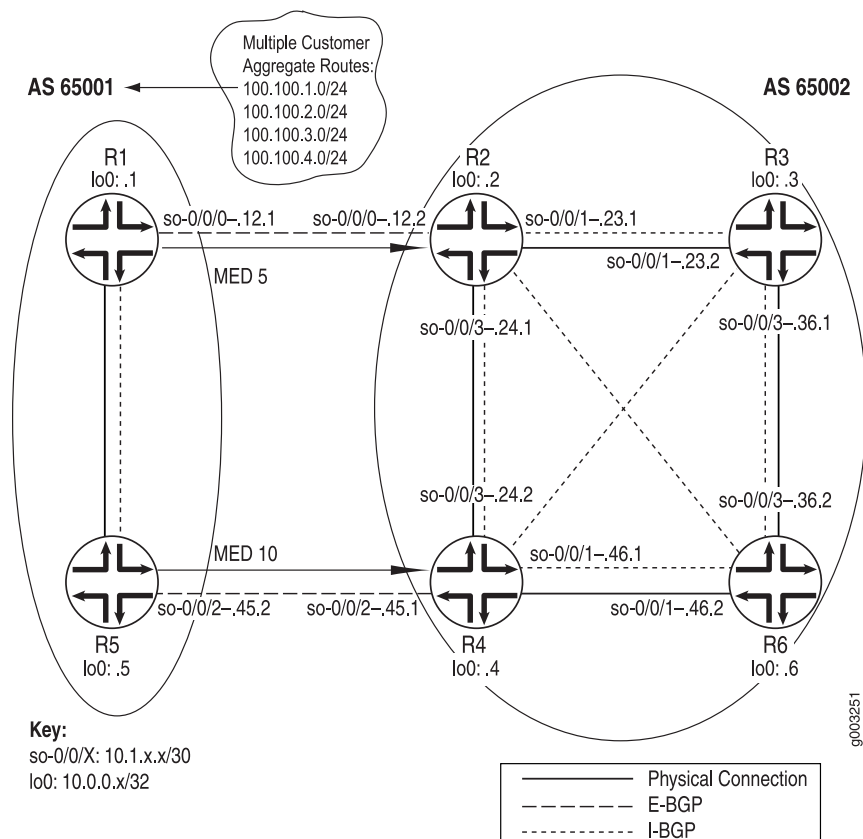 Multiple Customer
Aggregate Routes:
100.100.1.0/24
100.100.2.0/24
100.100.3.0/24
100.100.4.0/24
AS 65001
AS 65002
R1
lo0: .1
R2
lo0: .2
R3
lo0: .3
so-0/0/0–.12.1
so-0/0/0–.12.2
so-0/0/1–.23.1
MED 5
so-0/0/1–.23.2
so-0/0/3–.24.1
so-0/0/3–.36.1
so-0/0/3–.24.2
so-0/0/3–.36.2
MED 10
so-0/0/1–.46.1
so-0/0/2–.45.2
so-0/0/2–.45.1
so-0/0/1–.46.2
R5
lo0: .5
R4
lo0: .4
R6
lo0: .6
Key:
so-0/0/X: 10.1.x.x/30
lo0: 10.0.0.x/32
Physical Connection
E-BGP
I-BGP
g003251